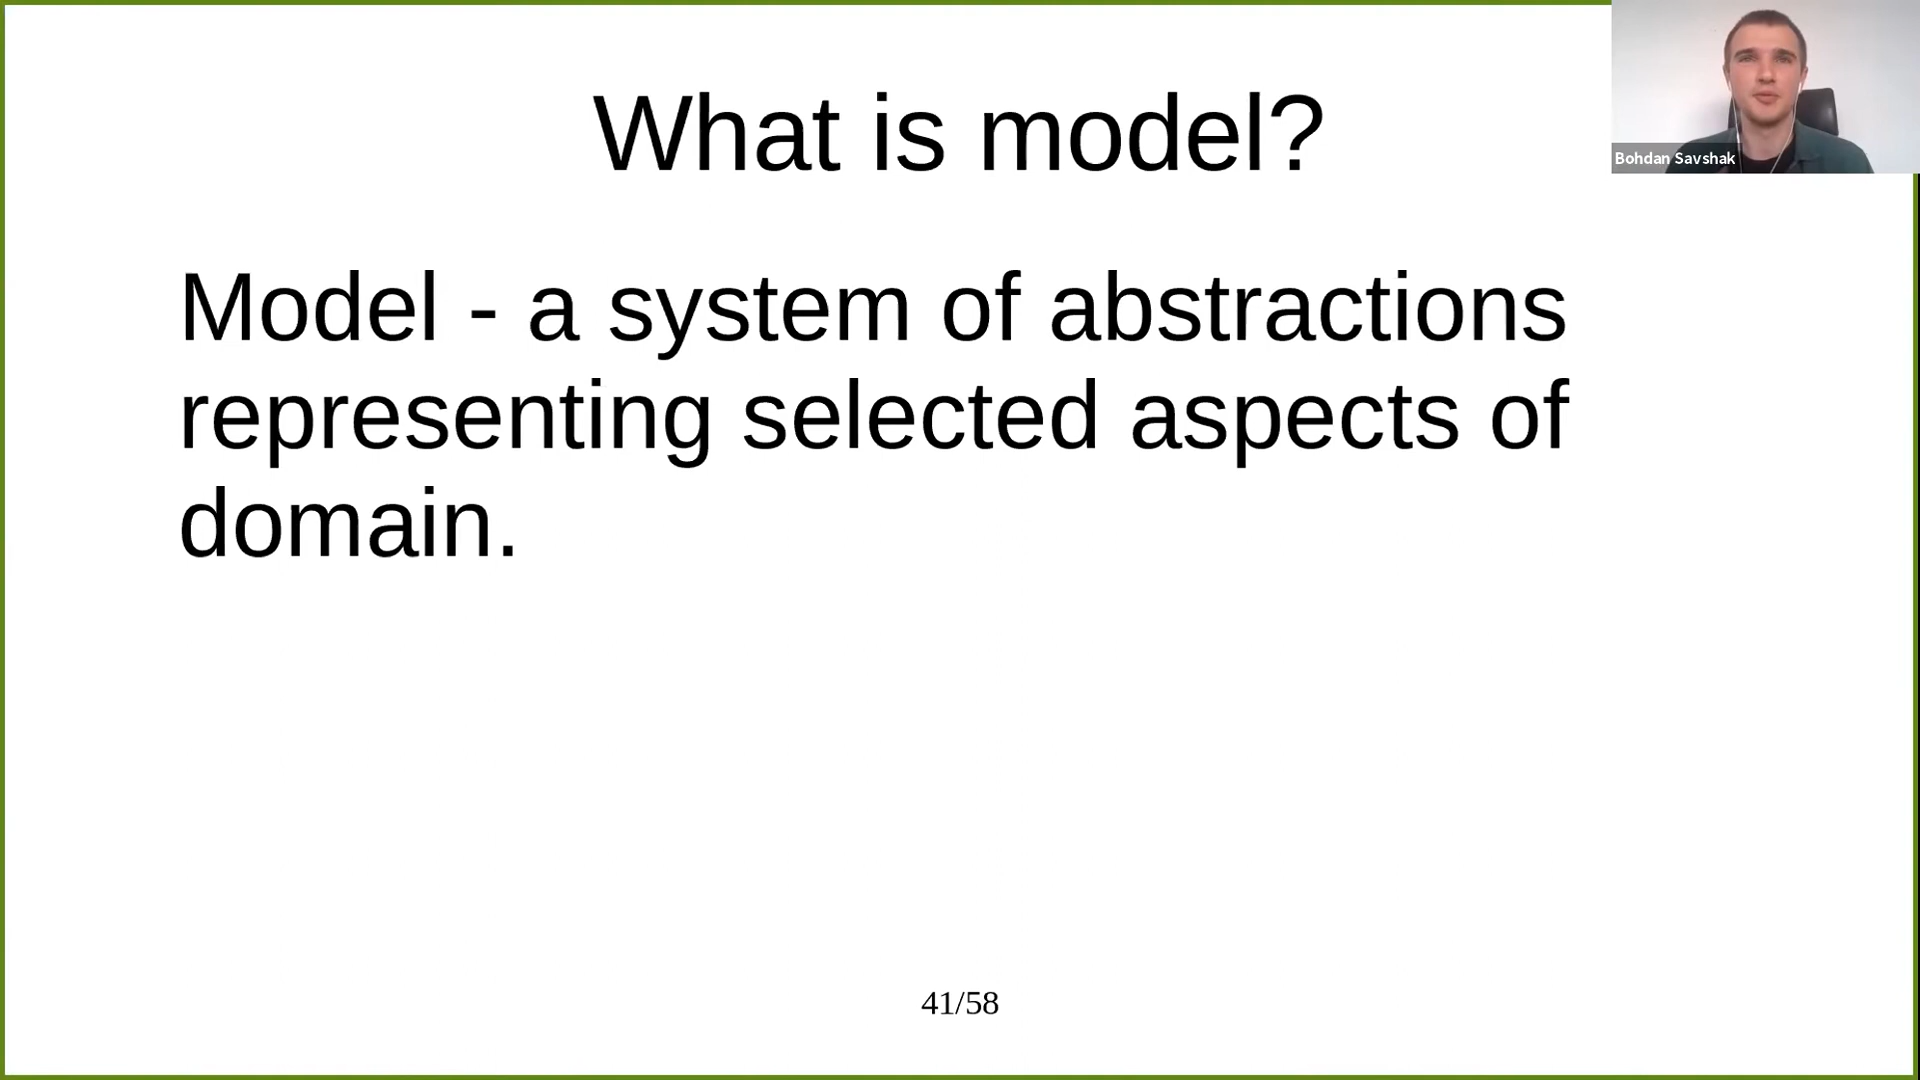 What is model?
Bohdan Savshak
Model - a system of abstractions
representing selected aspects of
domain.
41/58